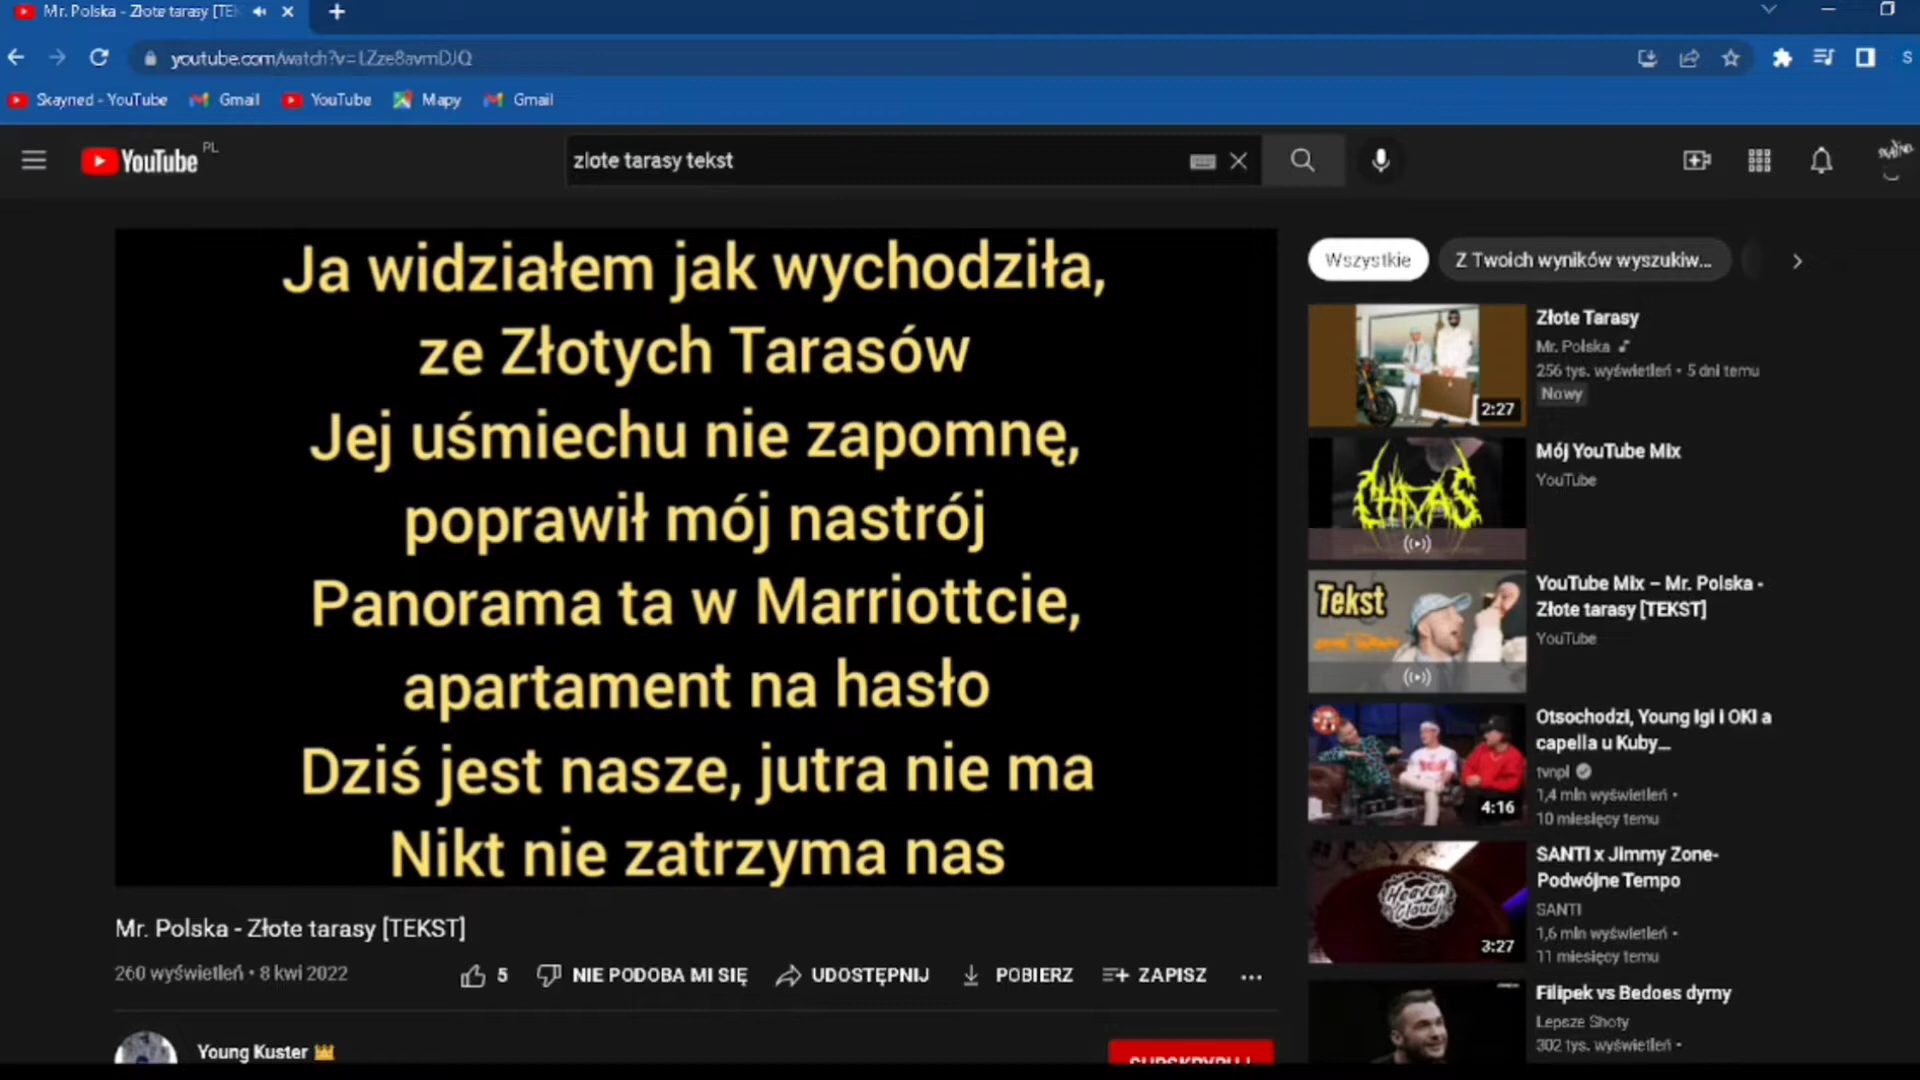 Mr. Polska - Złote tarasy [TE
youtube.com/watch?v=LZze8avmDJQ
S
Skayned - YouTube
Gmail
YouTube
Mapy
Gmail
YouTube PL
zlote tarasy tekst
Ja widziałem jak wychodziła,
ze Złotych Tarasów
Jej uśmiechu nie zapomnę,
poprawił mój nastrój
Panorama ta w Marriottcie,
apartament na hasło
Dziś jest nasze, jutra nie ma
Nikt nie zatrzyma nas
Mr. Polska - Złote tarasy [TEKST]
260 wyświetleń • 8 kwi 2022
5
NIE PODOBA MI SIĘ
UDOSTĘPNIJ
POBIERZ
ZAPISZ
Young Kuster
SUBSKRYBUJ
Wszystkie
Z Twoich wyników wyszukiw...
2:27
Złote Tarasy
Mr. Polska
256 tys. wyświetleń • 5 dni temu
Nowy
CHIVAS
Mój YouTube Mix
YouTube
Tekst
YouTube Mix – Mr. Polska -
Złote tarasy [TEKST]
YouTube
4:16
Otsochodzi, Young Igi i OKI a
capella u Kuby…
tvnpl
1,4 mln wyświetleń •
10 miesięcy temu
Heaven
Cloud
3:27
SANTI x Jimmy Zone-
Podwójne Tempo
SANTI
1,6 mln wyświetleń •
11 miesięcy temu
Filipek vs Bedoes dymy
Lepsze Shoty
302 tys. wyświetleń •